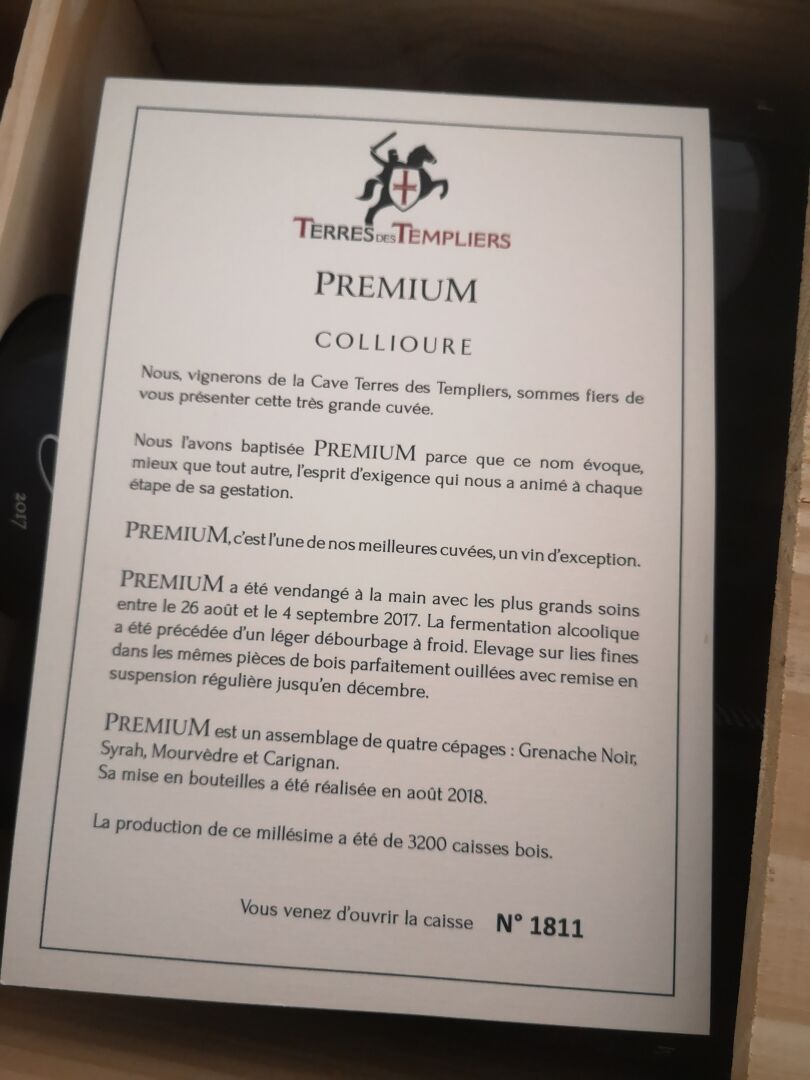 TERRES DES TEMPLIERS
PREMIUM
COLLIOURE
Nous, vignerons de la Cave Terres des Templiers, sommes fiers de
vous présenter cette très grande cuvée.
Nous l'avons baptisée PREMIUM parce que ce nom évoque,
mieux que tout autre, l'esprit d'exigence qui nous a animé à chaque
étape de sa gestation.
PREMIUM, c'est l'une de nos meilleures cuvées, un vin d'exception.
PREMIUM a été vendangé à la main avec les plus grands soins
entre le 26 août et le 4 septembre 2017. La fermentation alcoolique
a été précédée d'un léger débourbage à froid. Elevage sur lies fines
dans les mêmes pièces de bois parfaitement ouillées avec remise en
suspension régulière jusqu'en décembre.
PREMIUM est un assemblage de quatre cépages : Grenache Noir,
Syrah, Mourvèdre et Carignan.
Sa mise en bouteilles a été réalisée en août 2018.
La production de ce millésime a été de 3200 caisses bois.
Vous venez d'ouvrir la caisse N° 1811
2017